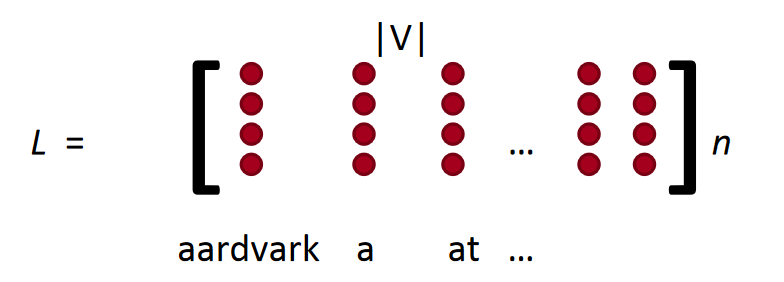 |V|
L = [ ... ] n
aardvark a at ...